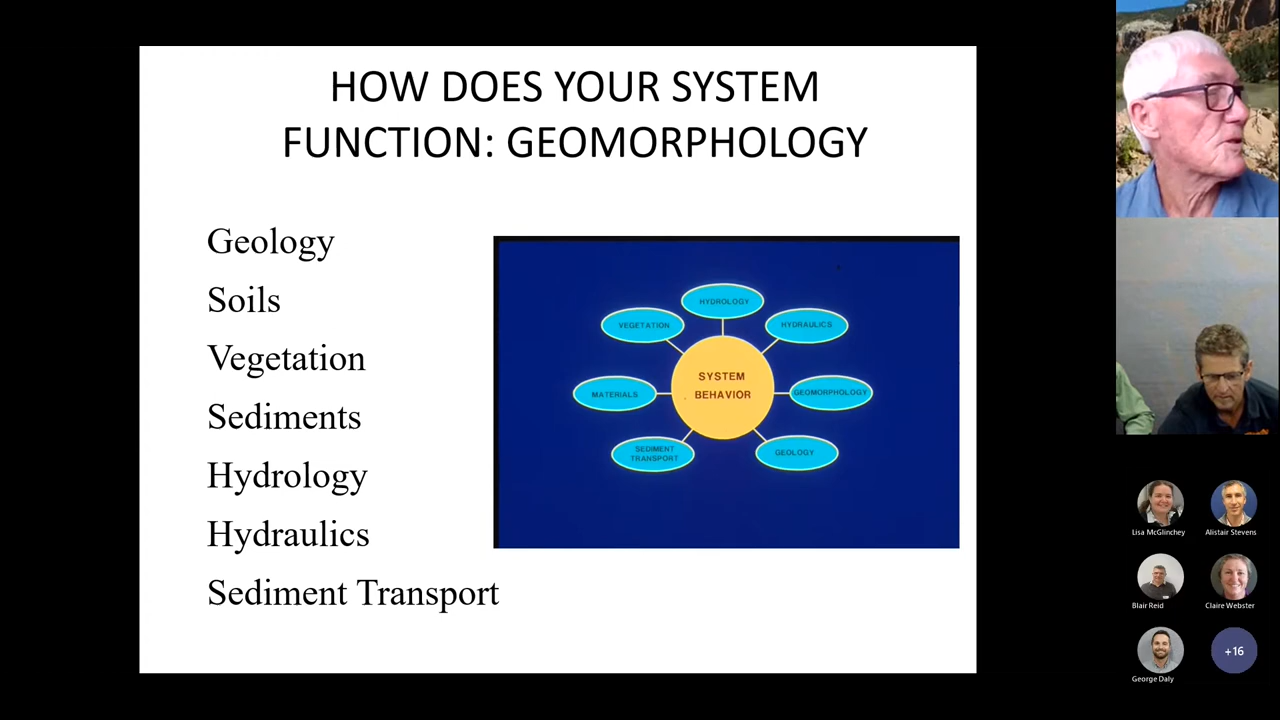 HOW DOES YOUR SYSTEM
FUNCTION: GEOMORPHOLOGY
Geology
Soils
Vegetation
Sediments
Hydrology
Hydraulics
Sediment Transport
HYDROLOGY
VEGETATION
HYDRAULICS
SYSTEM
BEHAVIOR
MATERIALS
GEOMORPHOLOGY
SEDIMENT
TRANSPORT
GEOLOGY
Lisa McGlinchey
Alistair Stevens
Blair Reid
Claire Webster
George Daly
+16